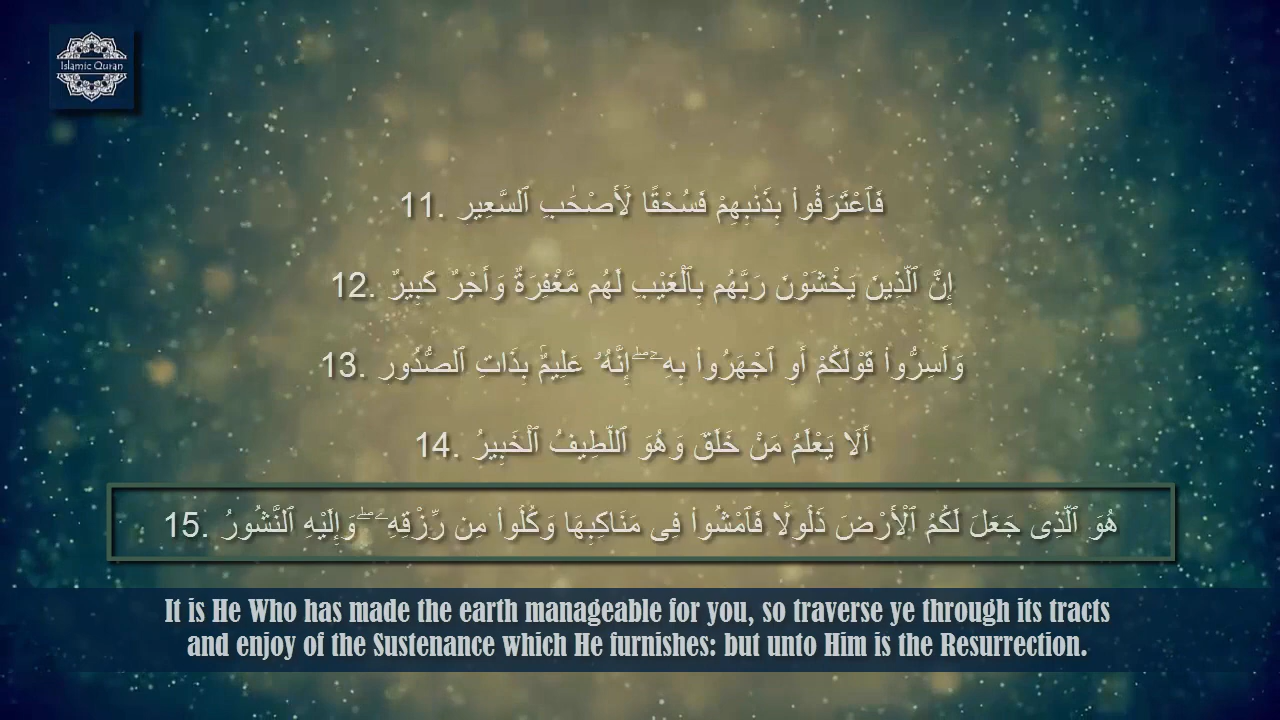 Islamic Quran
11. فَٱعْتَرَفُوا۟ بِذَنۢبِهِمْ فَسُحْقًا لِّأَصْحَٰبِ ٱلسَّعِيرِ
12. إِنَّ ٱلَّذِينَ يَخْشَوْنَ رَبَّهُم بِٱلْغَيْبِ لَهُم مَّغْفِرَةٌ وَأَجْرٌ كَبِيرٌ
13. وَأَسِرُّوا۟ قَوْلَكُمْ أَوِ ٱجْهَرُوا۟ بِهِۦٓ ۖ إِنَّهُۥ عَلِيمٌۢ بِذَاتِ ٱلصُّدُورِ
14. أَلَا يَعْلَمُ مَنْ خَلَقَ وَهُوَ ٱللَّطِيفُ ٱلْخَبِيرُ
15. هُوَ ٱلَّذِى جَعَلَ لَكُمُ ٱلْأَرْضَ ذَلُولًا فَٱمْشُوا۟ فِى مَنَاكِبِهَا وَكُلُوا۟ مِن رِّزْقِهِۦ ۖ وَإِلَيْهِ ٱلنُّشُورُ
It is He Who has made the earth manageable for you, so traverse ye through its tracts
and enjoy of the Sustenance which He furnishes: but unto Him is the Resurrection.